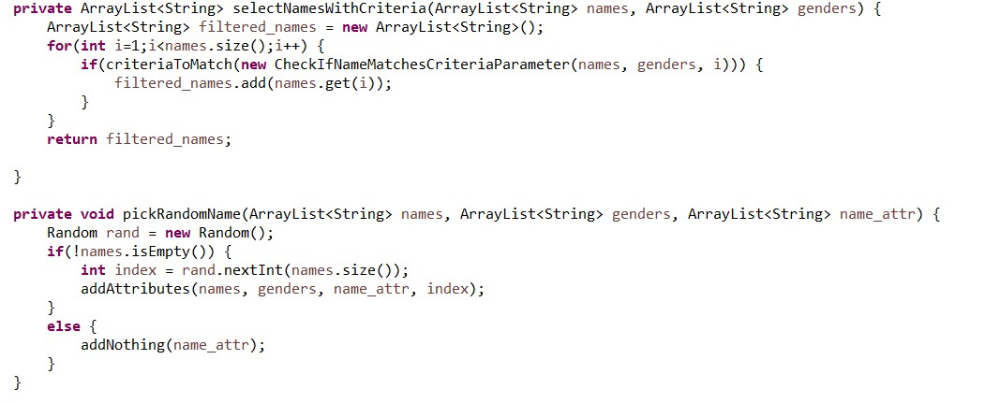 private ArrayList<String> selectNamesWithCriteria(ArrayList<String> names, ArrayList<String> genders) {
    ArrayList<String> filtered_names = new ArrayList<String>();
    for(int i=1;i<names.size();i++) {
        if(criteriaToMatch(new CheckIfNameMatchesCriteriaParameter(names, genders, i))) {
            filtered_names.add(names.get(i));
        }
    }
    return filtered_names;

}

private void pickRandomName(ArrayList<String> names, ArrayList<String> genders, ArrayList<String> name_attr) {
    Random rand = new Random();
    if(!names.isEmpty()) {
        int index = rand.nextInt(names.size());
        addAttributes(names, genders, name_attr, index);
    }
    else {
        addNothing(name_attr);
    }
}